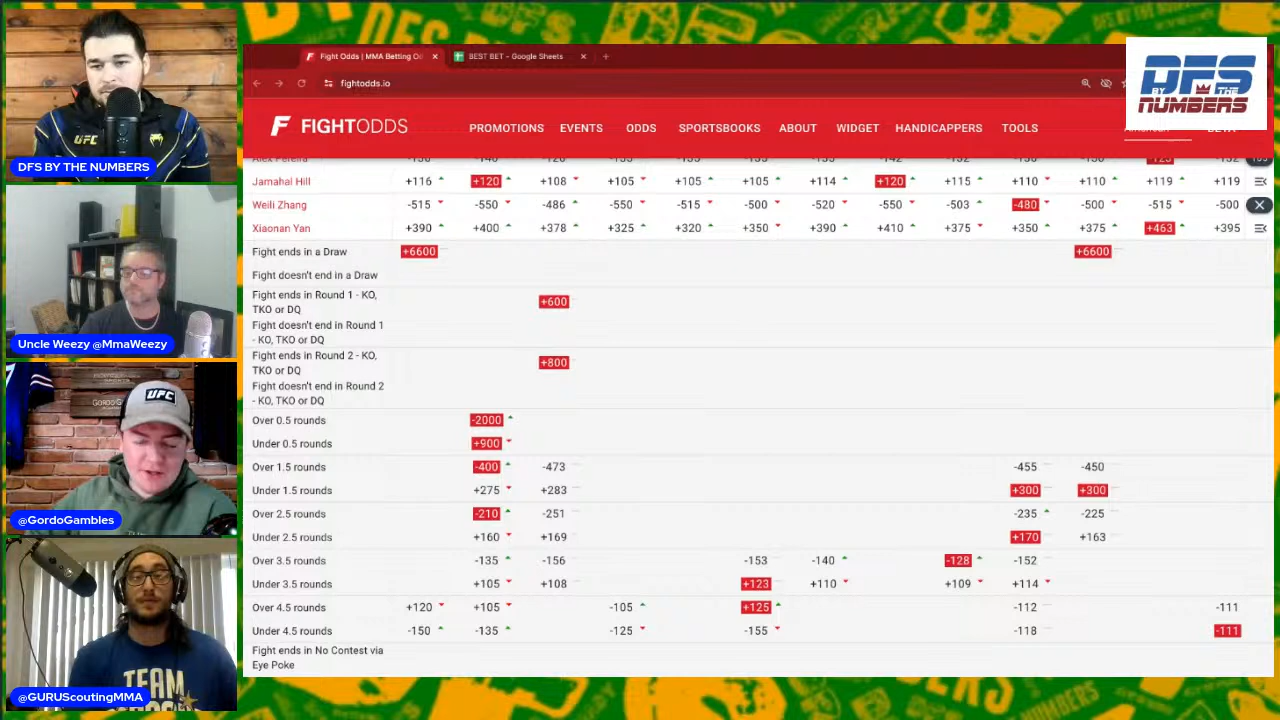 Fight Odds | MMA Betting Od
BEST BET - Google Sheets
fightodds.io
DFS
BY THE
NUMBERS
FIGHTODDS
PROMOTIONS EVENTS ODDS SPORTSBOOKS ABOUT WIDGET HANDICAPPERS TOOLS
Alex Pereira
Jamahal Hill +116 +120 +108 +105 +105 +105 +114 +120 +115 +110 +110 +119 +119
Weili Zhang -515 -550 -486 -550 -515 -500 -520 -550 -503 -480 -500 -515 -500
Xiaonan Yan +390 +400 +378 +325 +320 +350 +390 +410 +375 +350 +375 +463 +395
Fight ends in a Draw +6600 +6600
Fight doesn't end in a Draw
Fight ends in Round 1 - KO,
TKO or DQ +600
Fight doesn't end in Round 1
- KO, TKO or DQ
Fight ends in Round 2 - KO,
TKO or DQ +800
Fight doesn't end in Round 2
- KO, TKO or DQ
Over 0.5 rounds -2000
Under 0.5 rounds +900
Over 1.5 rounds -400 -473 -455 -450
Under 1.5 rounds +275 +283 +300 +300
Over 2.5 rounds -210 -251 -235 -225
Under 2.5 rounds +160 +169 +170 +163
Over 3.5 rounds -135 -156 -153 -140 -128 -152
Under 3.5 rounds +105 +108 +123 +110 +109 +114
Over 4.5 rounds +120 +105 -105 +125 -112 -111
Under 4.5 rounds -150 -135 -125 -155 -118 -111
Fight ends in No Contest via
Eye Poke
UFC
DFS BY THE NUMBERS
Uncle Weezy @MmaWeezy
UFC
@GordoGambles
TEAM
@GURUScoutingMMA